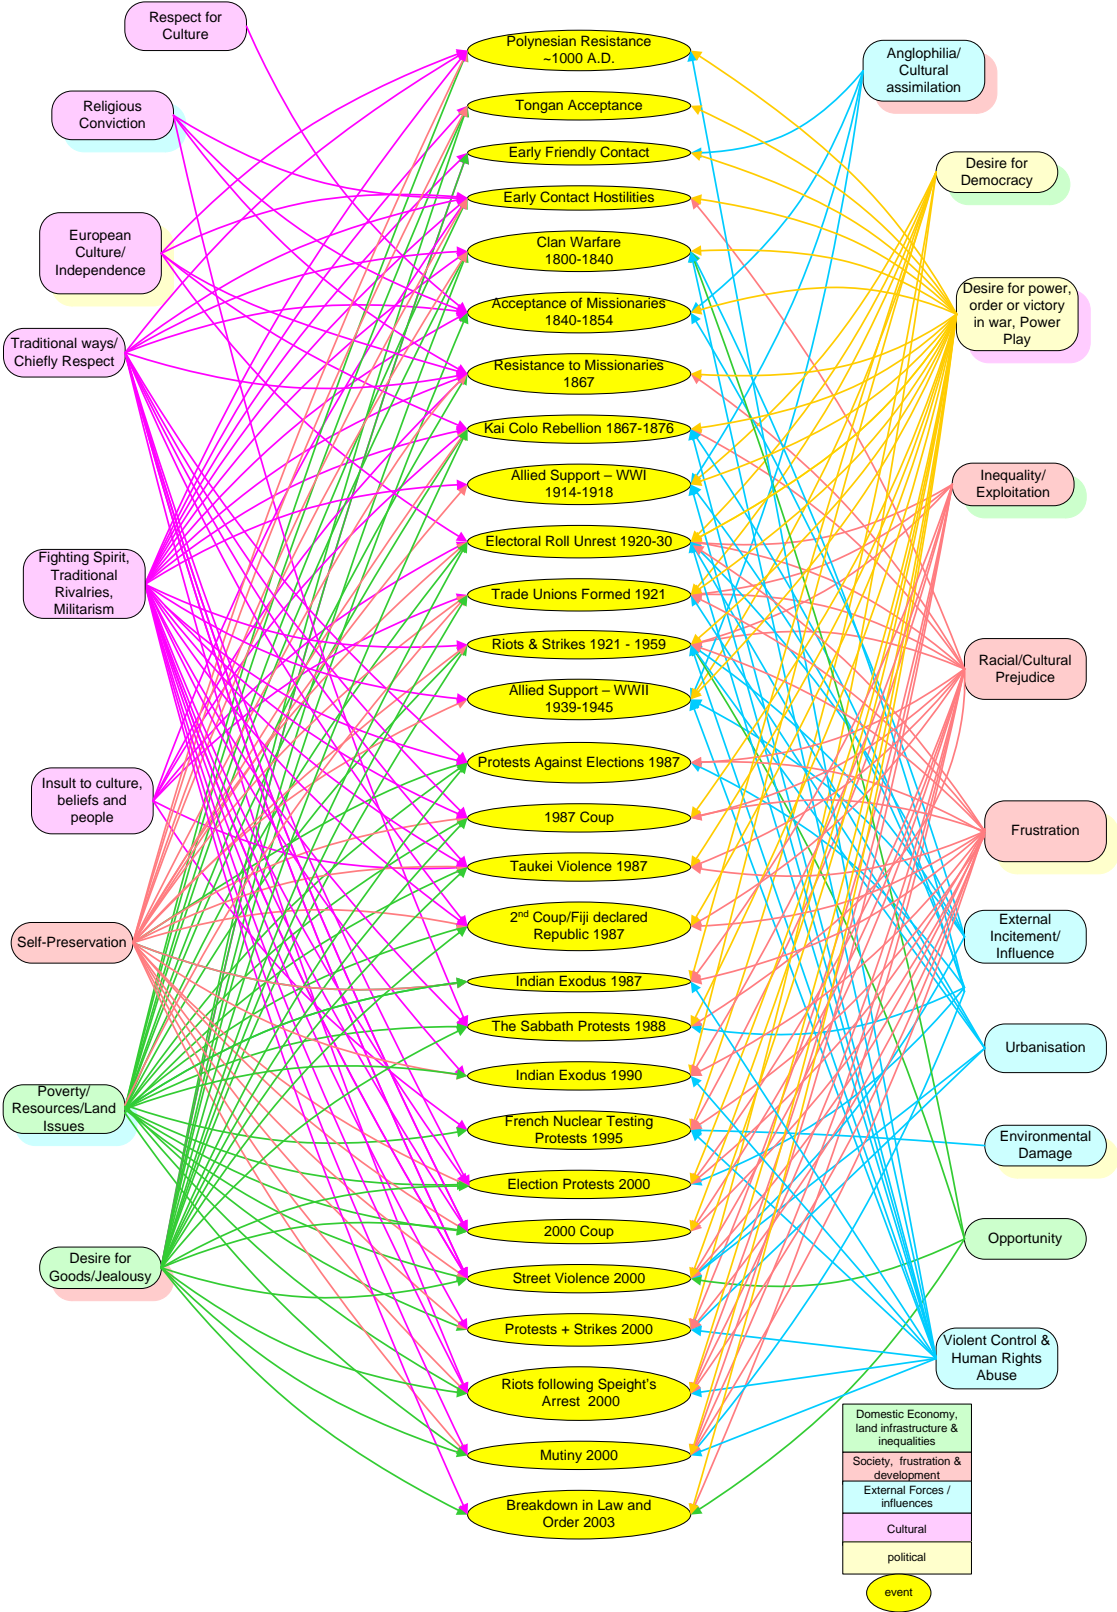 Respect for
Culture
Religious
Conviction
European
Culture/
Independence
Traditional ways/
Chiefly Respect
Fighting Spirit,
Traditional
Rivalries,
Militarism
Insult to culture,
beliefs and
people
Self-Preservation
Poverty/
Resources/Land
Issues
Desire for
Goods/Jealousy
Polynesian Resistance
~1000 A.D.
Tongan Acceptance
Early Friendly Contact
Early Contact Hostilities
Clan Warfare
1800-1840
Acceptance of Missionaries
1840-1854
Resistance to Missionaries
1867
Kai Colo Rebellion 1867-1876
Allied Support – WWI
1914-1918
Electoral Roll Unrest 1920-30
Trade Unions Formed 1921
Riots & Strikes 1921 - 1959
Allied Support – WWII
1939-1945
Protests Against Elections 1987
1987 Coup
Taukei Violence 1987
2nd Coup/Fiji declared
Republic 1987
Indian Exodus 1987
The Sabbath Protests 1988
Indian Exodus 1990
French Nuclear Testing
Protests 1995
Election Protests 2000
2000 Coup
Street Violence 2000
Protests + Strikes 2000
Riots following Speight's
Arrest 2000
Mutiny 2000
Breakdown in Law and
Order 2003
Anglophilia/
Cultural
assimilation
Desire for
Democracy
Desire for power,
order or victory
in war, Power
Play
Inequality/
Exploitation
Racial/Cultural
Prejudice
Frustration
External
Incitement/
Influence
Urbanisation
Environmental
Damage
Opportunity
Violent Control &
Human Rights
Abuse
Domestic Economy,
land infrastructure &
inequalities
Society, frustration &
development
External Forces /
influences
Cultural
political
event